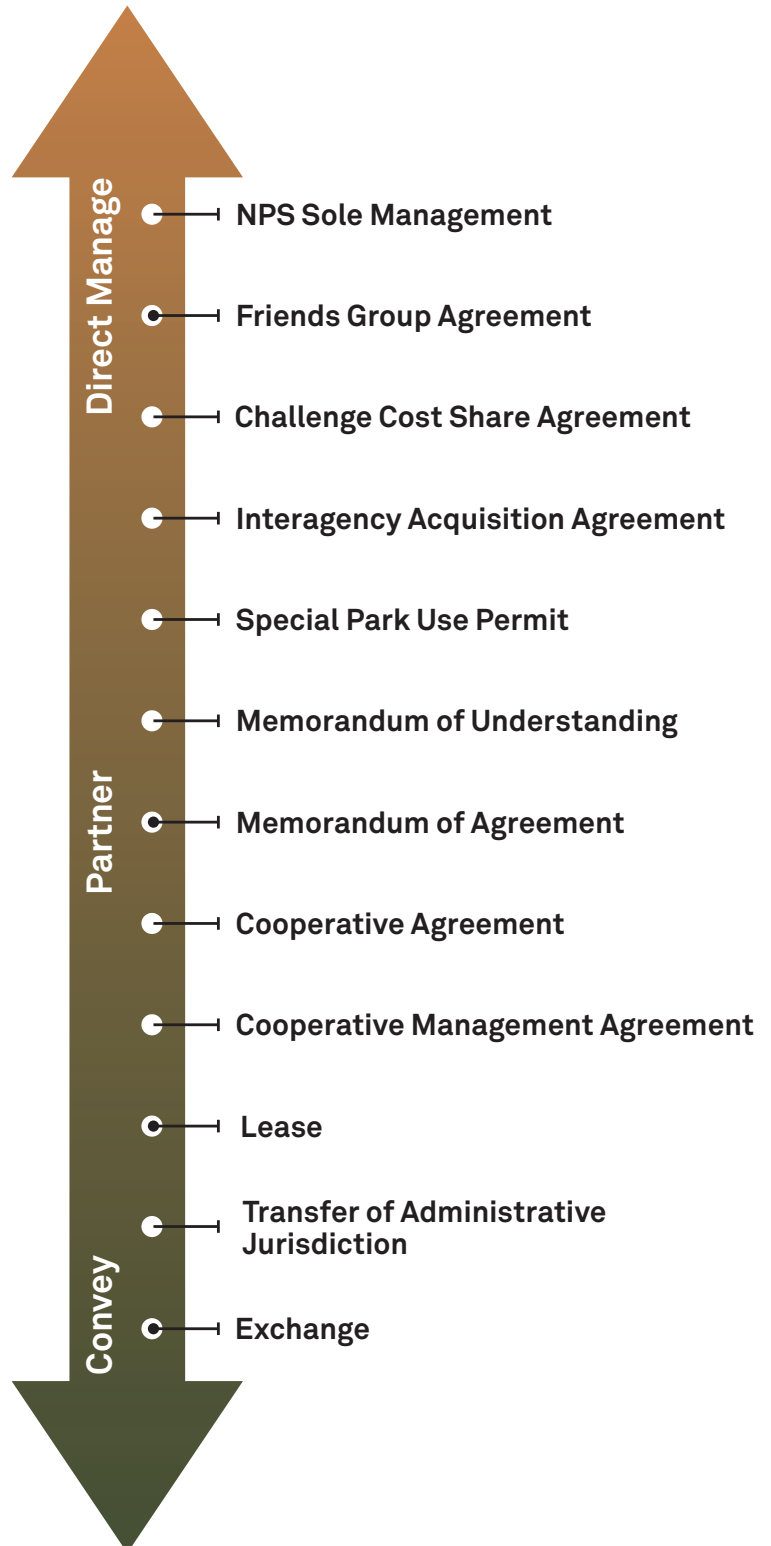 Direct Manage
NPS Sole Management
Friends Group Agreement
Challenge Cost Share Agreement
Interagency Acquisition Agreement
Special Park Use Permit
Partner
Memorandum of Understanding
Memorandum of Agreement
Cooperative Agreement
Cooperative Management Agreement
Lease
Convey
Transfer of Administrative
Jurisdiction
Exchange